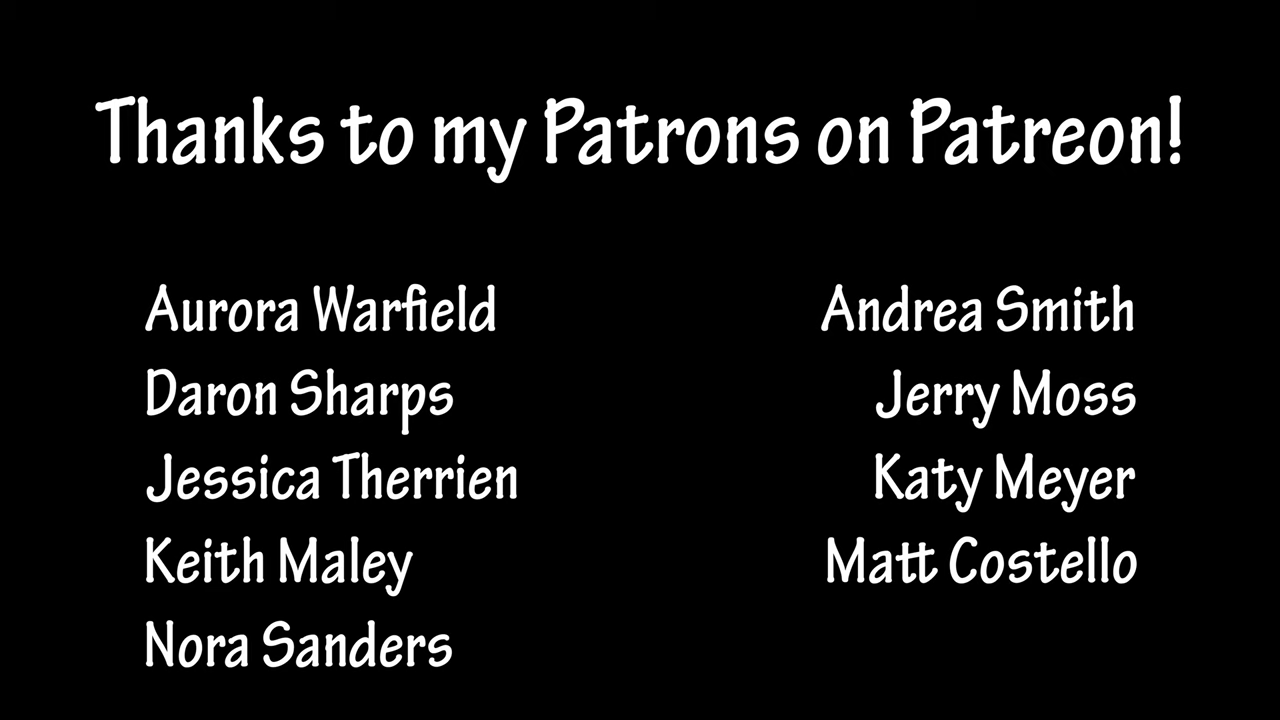 Thanks to my Patrons on Patreon!
Aurora Warfield Andrea Smith
Daron Sharps Jerry Moss
Jessica Therrien Katy Meyer
Keith Maley Matt Costello
Nora Sanders